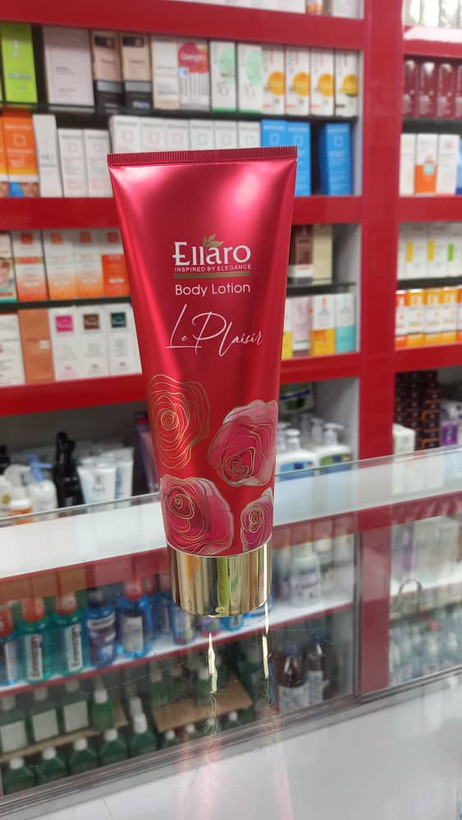 Ellaro
INSPIRED BY ELEGANCE
Body Lotion
Le Plaisir